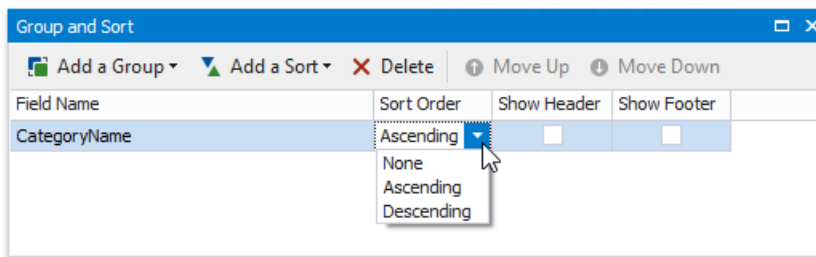 Group and Sort
Add a Group Add a Sort Delete Move Up Move Down
Field Name Sort Order Show Header Show Footer
CategoryName Ascending
None
Ascending
Descending